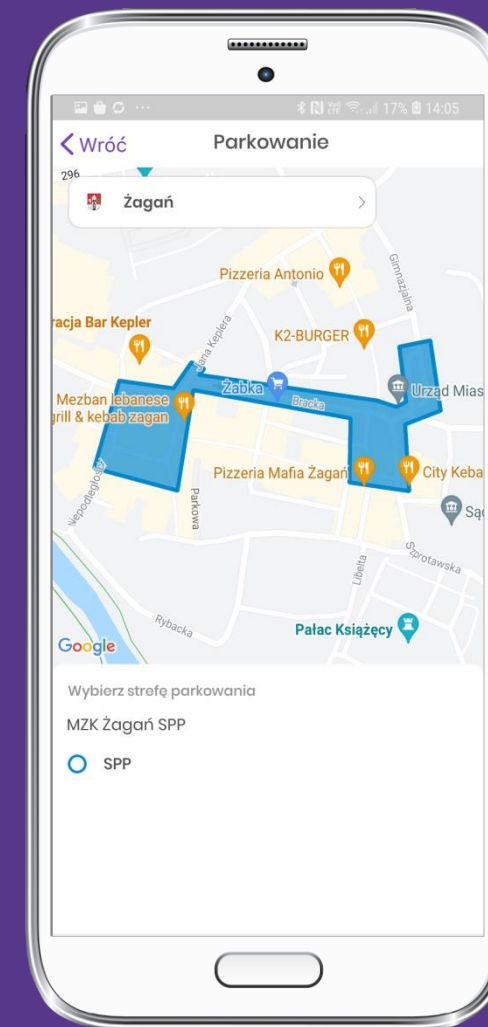 17% 14:05
Wróć
Parkowanie
296
Żagań
Gimnazjalna
Pizzeria Antonio
racja Bar Kepler
Jana Keplera
K2-BURGER
Mezban lebanese
grill & kebab zagan
Żabka
Bracka
Urząd Mias
Pizzeria Mafia Żagań
City Keba
Niepodległości
Parkowa
Są
Libelta
Szprotawska
Rybacka
Pałac Książęcy
Google
Wybierz strefę parkowania
MZK Żagań SPP
SPP